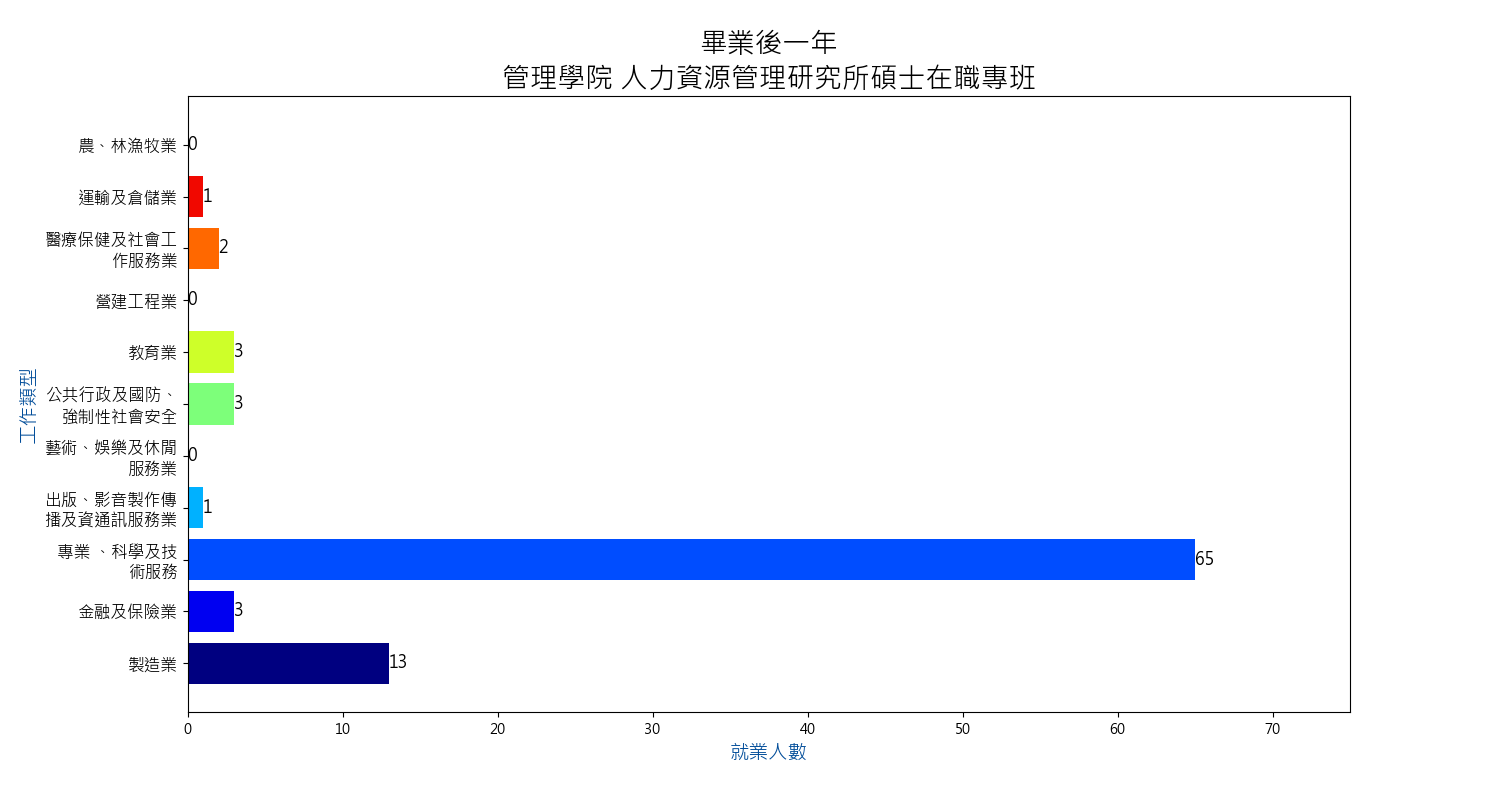 畢業後一年
管理學院 人力資源管理研究所碩士在職專班
農、林漁牧業
0
運輸及倉儲業
1
醫療保健及社會工
作服務業
2
營建工程業
0
教育業
3
公共行政及國防、
強制性社會安全
3
藝術、娛樂及休閒
服務業
0
出版、影音製作傳
播及資通訊服務業
1
專業 、科學及技
術服務
65
金融及保險業
3
製造業
13
工作類型
0 10 20 30 40 50 60 70
就業人數